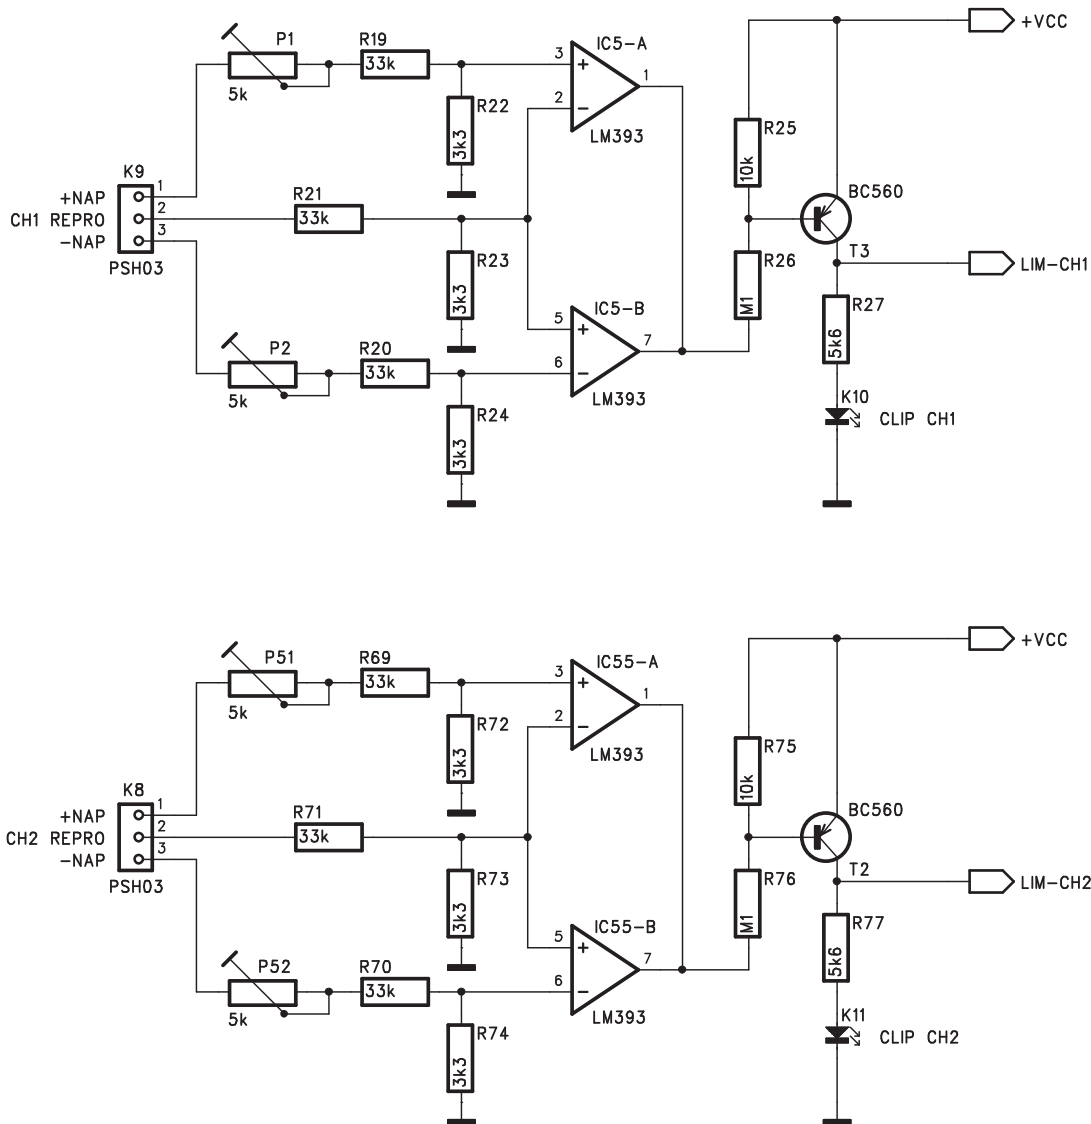 P1
R19
33k
5k
IC5-A
3
+
1
2
−
LM393
R22
3k3
+VCC
R25
10k
BC560
T3
K9
+NAP
1
CH1 REPRO
2
-NAP
3
PSH03
R21
33k
R23
3k3
R26
M1
LIM-CH1
R27
5k6
IC5-B
5
+
7
6
−
LM393
P2
R20
33k
5k
R24
3k3
K10
CLIP CH1
P51
R69
33k
5k
IC55-A
3
+
1
2
−
LM393
R72
3k3
+VCC
R75
10k
BC560
T2
K8
+NAP
1
CH2 REPRO
2
-NAP
3
PSH03
R71
33k
R73
3k3
R76
M1
LIM-CH2
R77
5k6
IC55-B
5
+
7
6
−
LM393
P52
R70
33k
5k
R74
3k3
K11
CLIP CH2